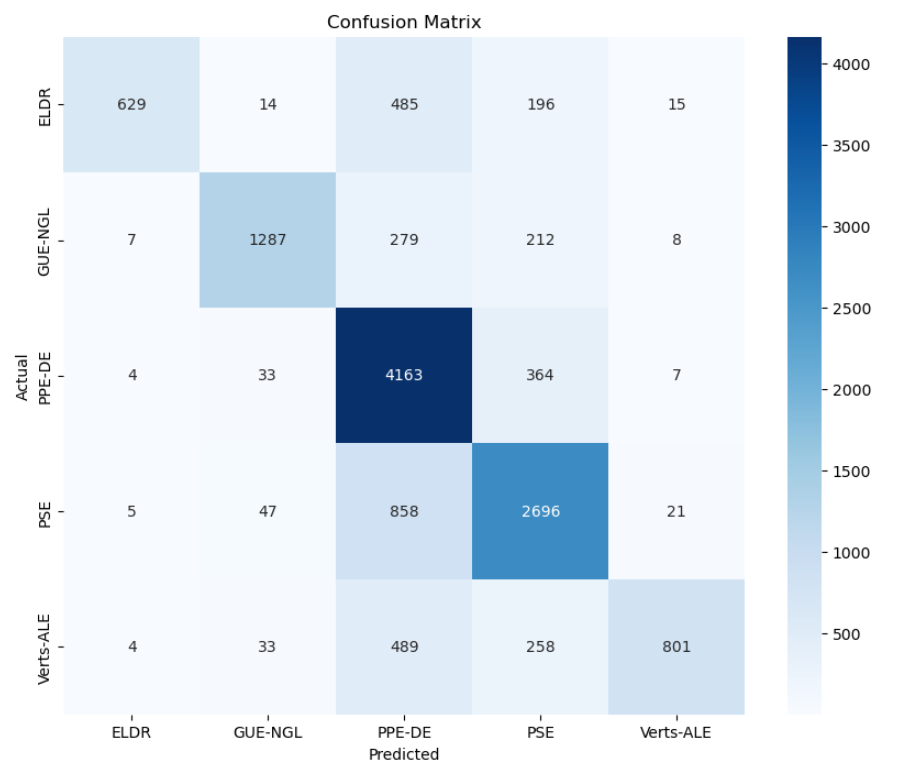 Confusion Matrix
ELDR 629 14 485 196 15
GUE-NGL 7 1287 279 212 8
Actual
PPE-DE 4 33 4163 364 7
PSE 5 47 858 2696 21
Verts-ALE 4 33 489 258 801
ELDR GUE-NGL PPE-DE PSE Verts-ALE
Predicted
4000
3500
3000
2500
2000
1500
1000
500